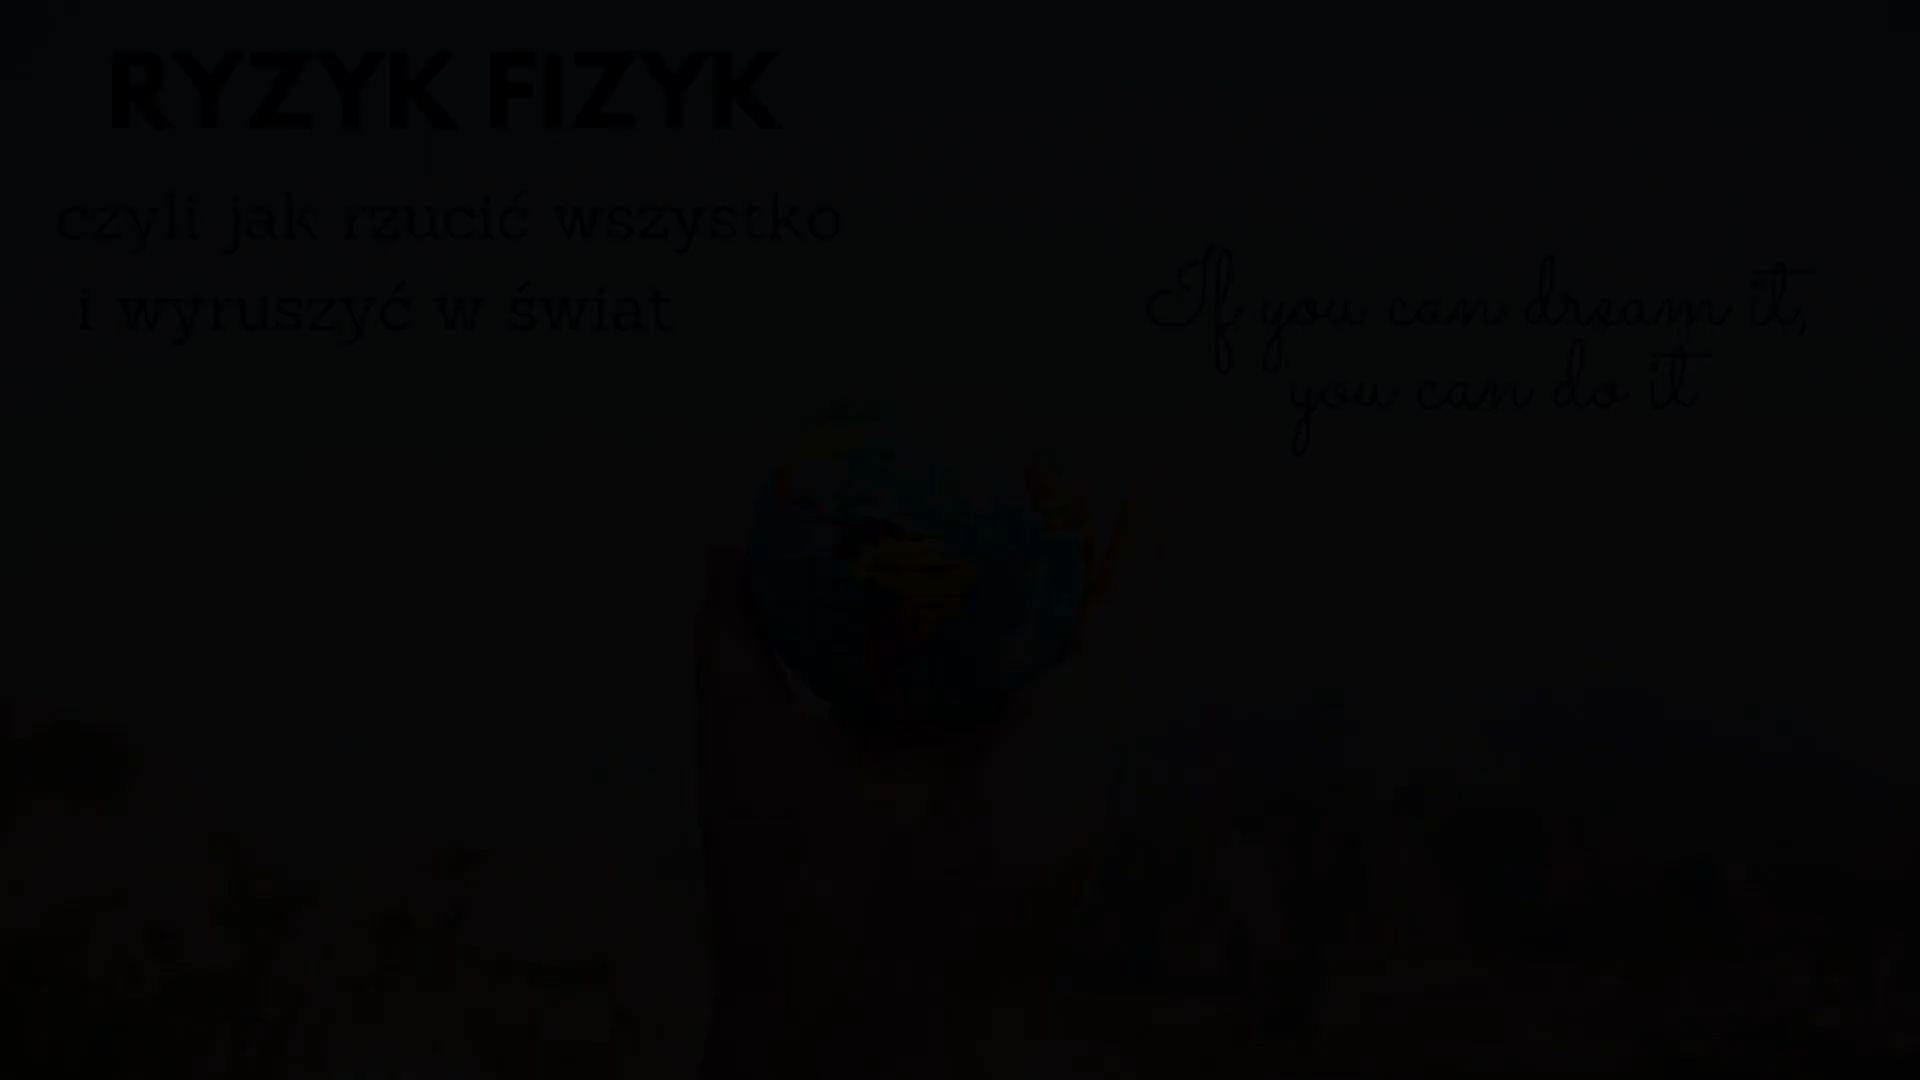 RYZYK FIZYK
czyli jak rzucić wszystko
i wyruszyć w świat
If you can dream it,
you can do it